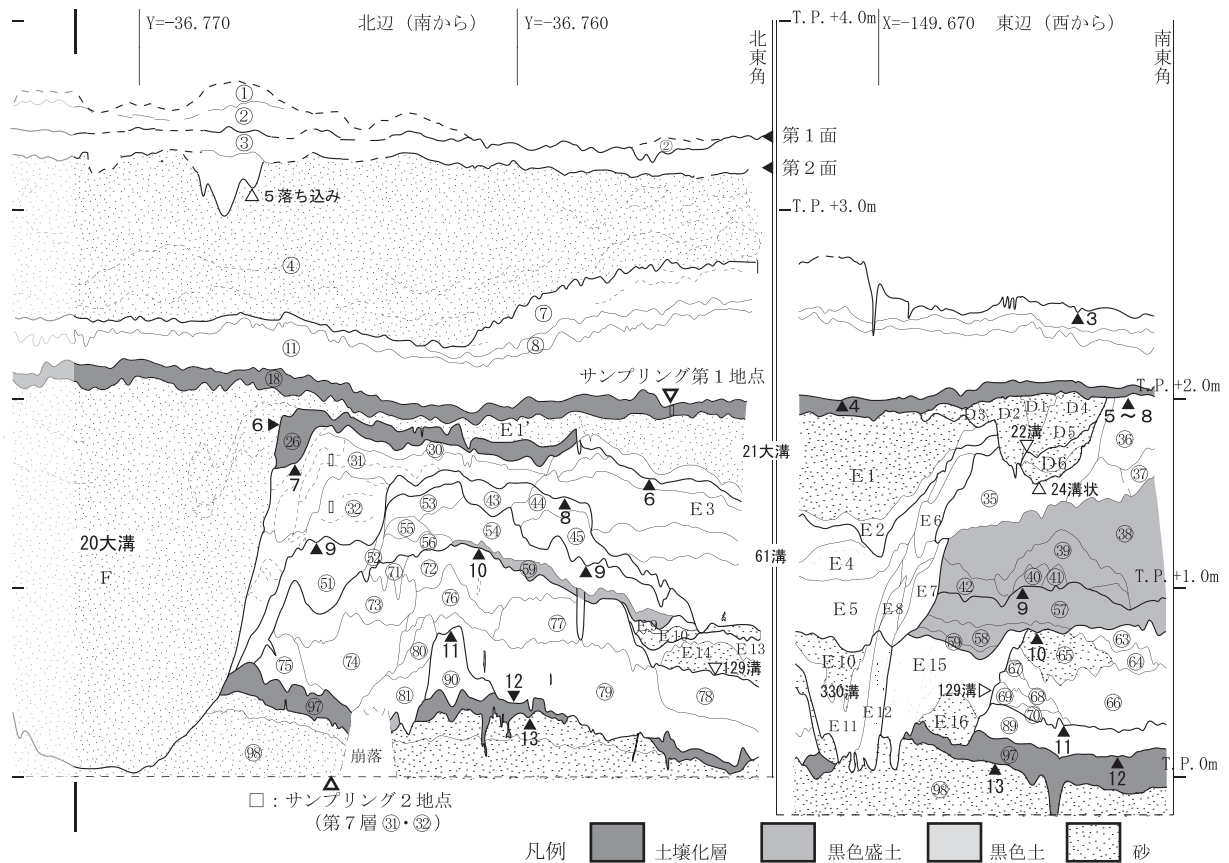 Y=-36.770
北辺（南から）
Y=-36.760
北東角
T.P.+4.0m
X=-149.670
東辺（西から）
南東角
①
②
③
②
第１面
第２面
△５落ち込み
T.P.+3.0m
④
⑦
⑧
⑪
3
⑱
サンプリング第１地点
T.P.+2.0m
4
5～8
6
E1
21大溝
D3
D2
D1
D4
D5
22溝
D6
24溝状
㊱
㊲
㉖
㉚
㉛
7
6
E3
E1
㉟
㉜
㊸
㊹
8
㊺
E2
E6
㊳
20大溝
F
9
53
54
55
56
52
61溝
E4
㊴
T.P.+1.0m
51
71
72
10
59
9
E5
E8
E7
㊷
㊵
㊶
9
57
73
76
77
E9
E10
E14
E13
59
58
10
63
65
64
75
74
80
11
129溝
E10
E15
67
330溝
129溝
69
68
66
97
81
90
12
79
78
E11
E12
E16
70
89
11
13
97
12
T.P.0m
98
崩落
98
13
□：サンプリング２地点
（第７層㉛・㉜）
凡例
土壌化層
黒色盛土
黒色土
砂